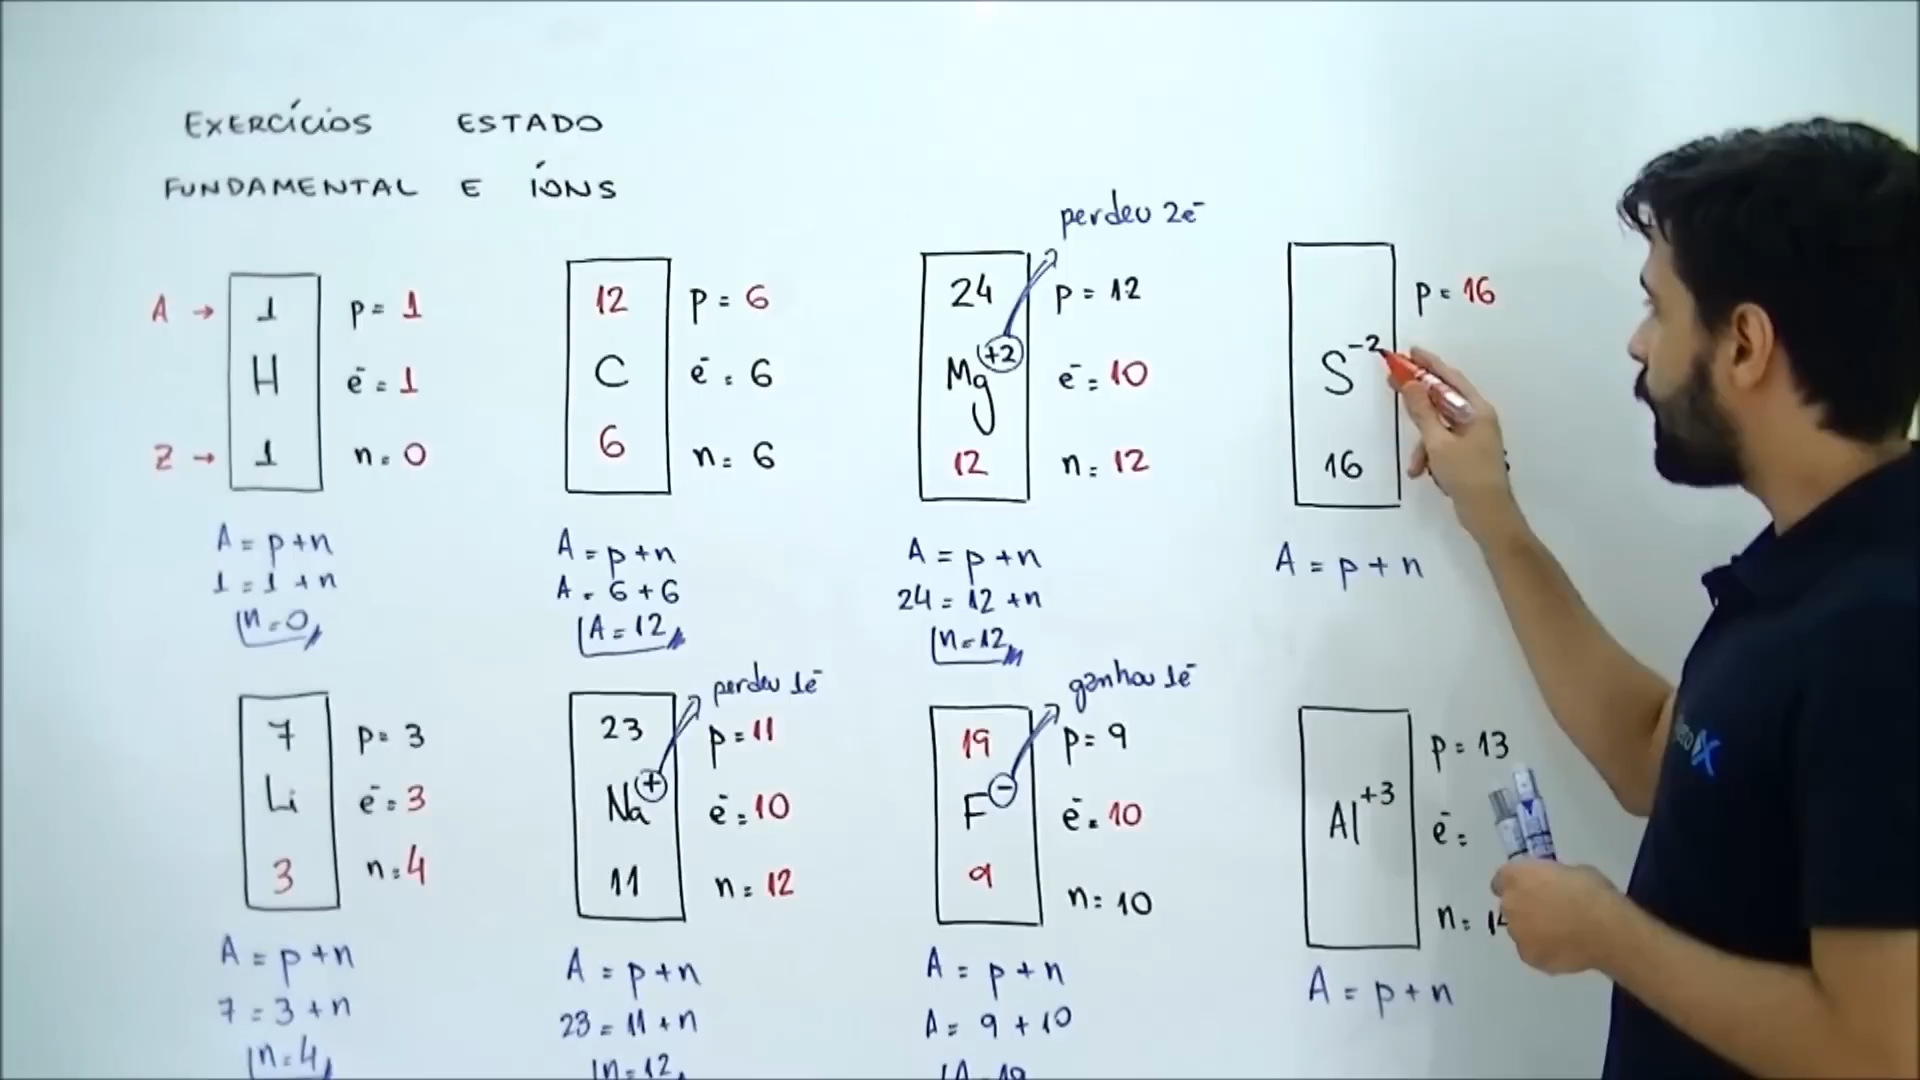 EXERCÍCIOS ESTADO
FUNDAMENTAL E ÍONS
A → 1
H
Z → 1
p = 1
e⁻ = 1
n = 0
A = p + n
1 = 1 + n
n = 0
12
C
6
p = 6
e⁻ = 6
n = 6
A = p + n
A = 6 + 6
A = 12
perdeu 2e⁻
24
Mg+2
12
p = 12
e⁻ = 10
n = 12
A = p + n
24 = 12 + n
n = 12
S-2
16
p = 16
A = p + n
7
Li
3
p = 3
e⁻ = 3
n = 4
A = p + n
7 = 3 + n
n = 4
perdeu 1e⁻
23
Na+
11
p = 11
e⁻ = 10
n = 12
A = p + n
23 = 11 + n
n = 12
ganhou 1e⁻
19
F-
9
p = 9
e⁻ = 10
n = 10
A = p + n
A = 9 + 10
A = 19
Al+3
p = 13
e⁻ =
n = 14
A = p + n